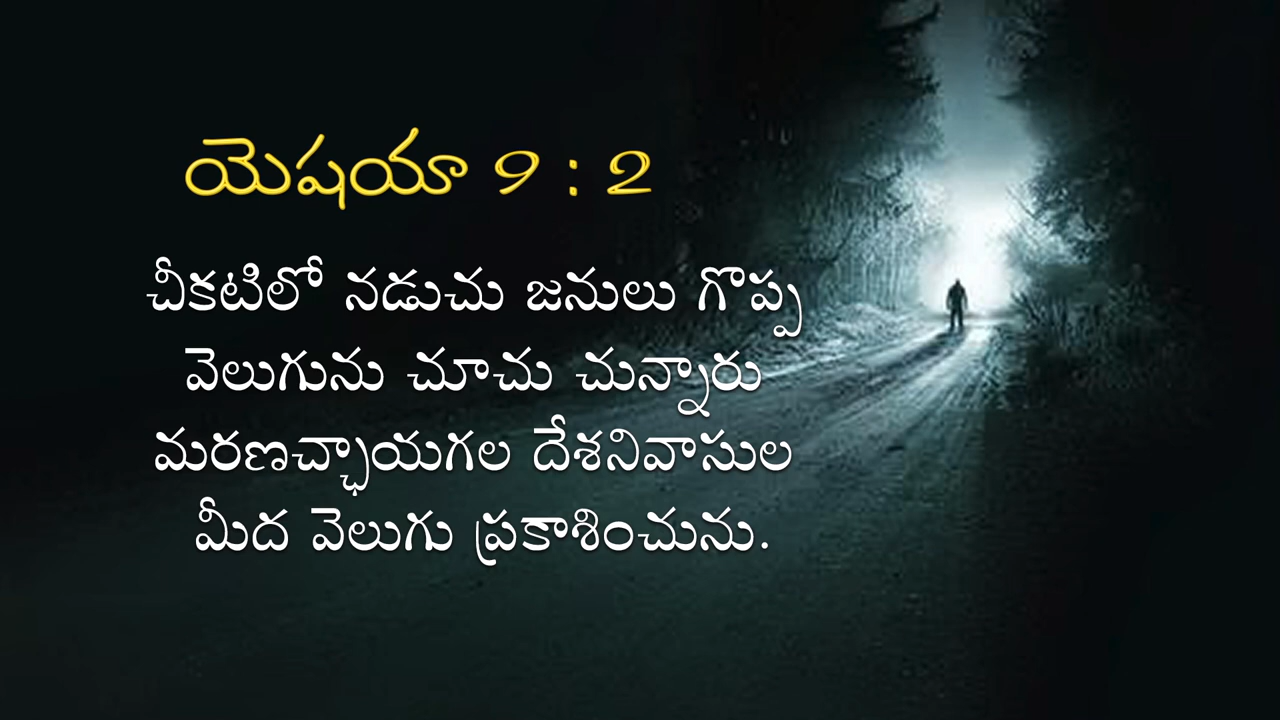 యెషయా 9 : 2
చీకటిలో నడుచు జనులు గొప్ప
వెలుగును చూచు చున్నారు
మరణచ్ఛాయగల దేశనివాసుల
మీద వెలుగు ప్రకాశించును.